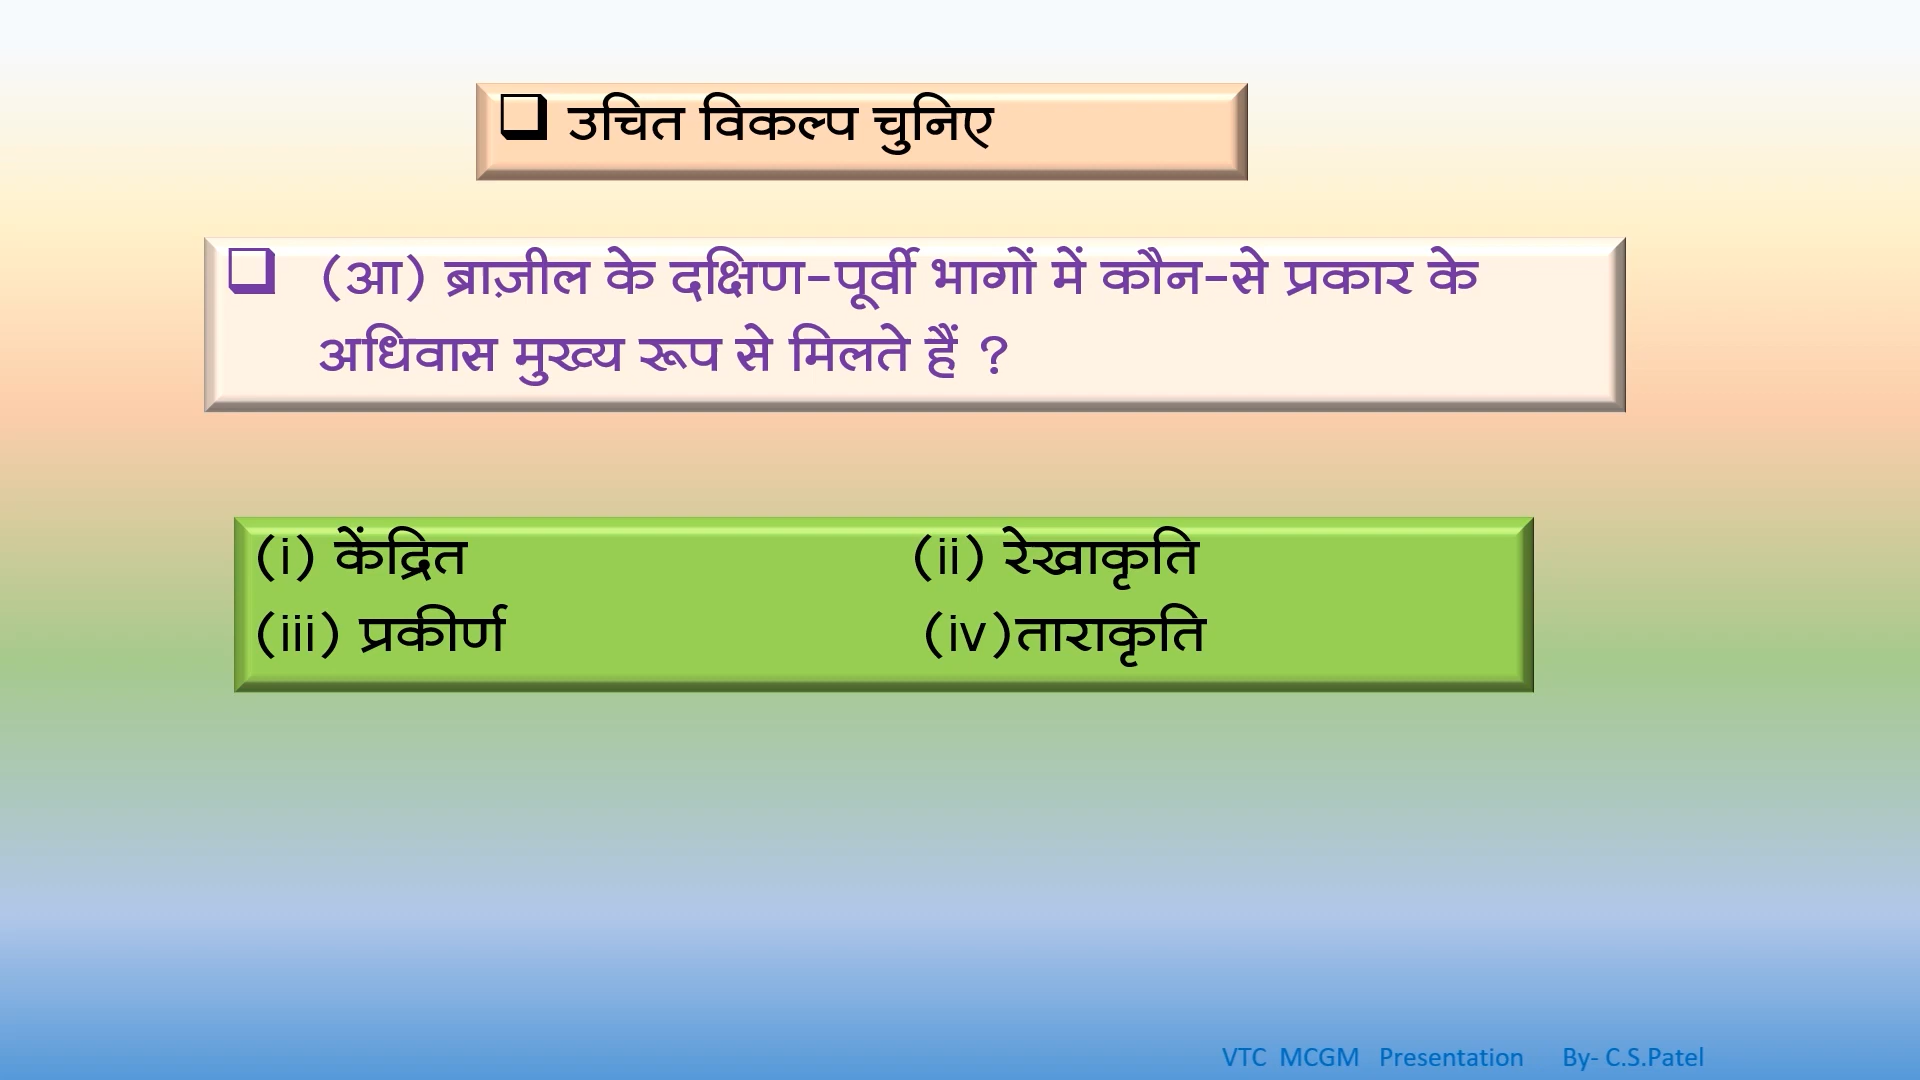 ❑ उचित विकल्प चुनिए
❑ (आ) ब्राज़ील के दक्षिण-पूर्वी भागों में कौन-से प्रकार के
अधिवास मुख्य रूप से मिलते हैं ?
(i) केंद्रित (ii) रेखाकृति
(iii) प्रकीर्ण (iv)ताराकृति
VTC MCGM Presentation By- C.S.Patel